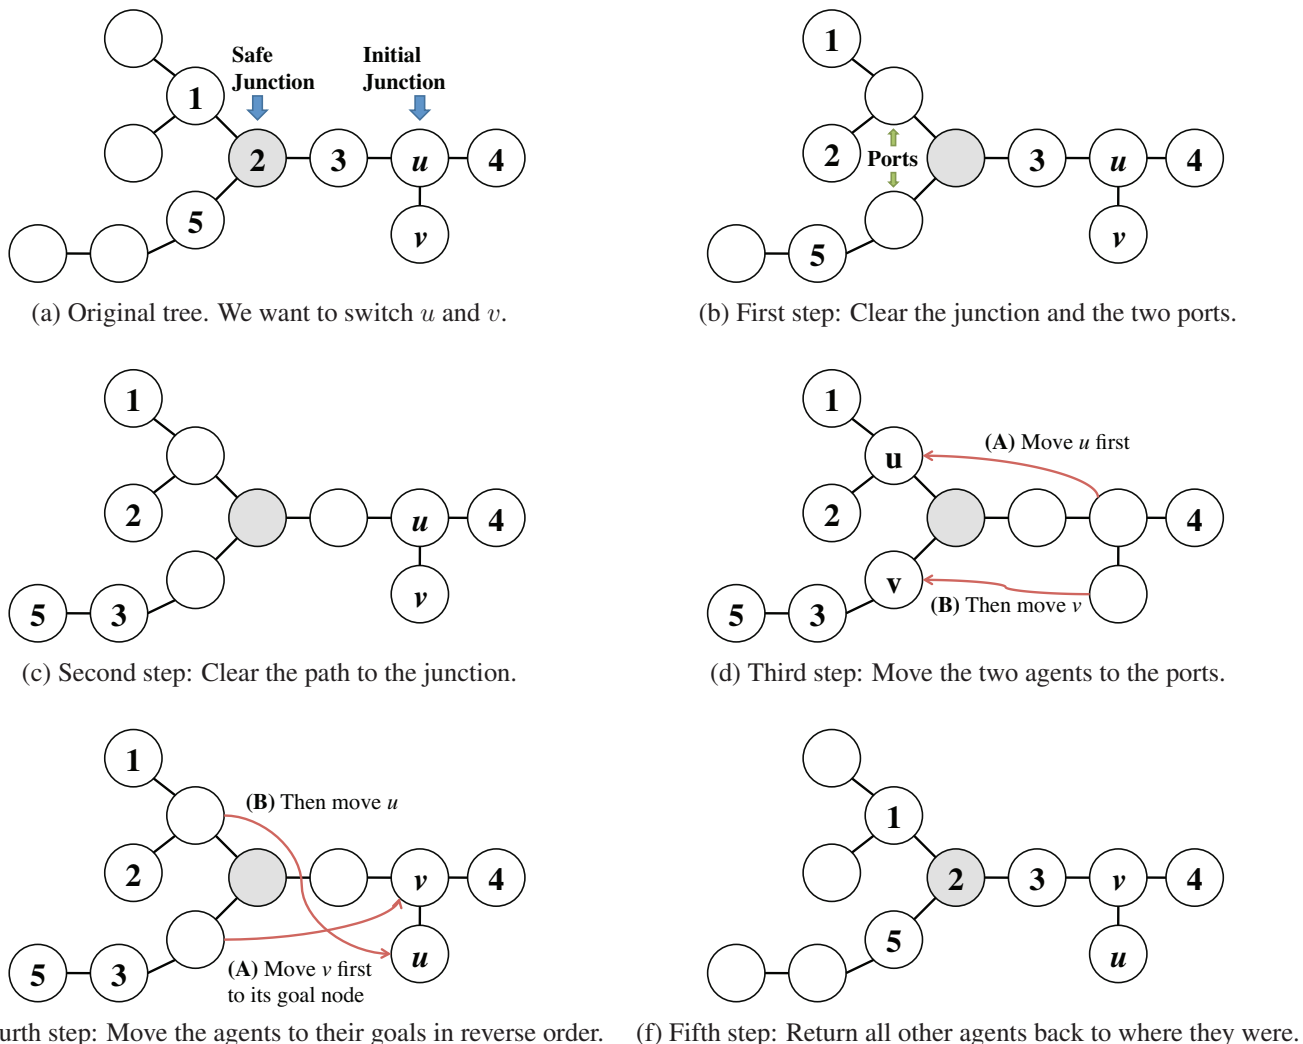 Safe
Junction
Initial
Junction
1
2
3
u
4
5
v
(a) Original tree. We want to switch u and v.
1
2
Ports
3
u
4
5
v
(b) First step: Clear the junction and the two ports.
1
2
u
4
5
3
v
(c) Second step: Clear the path to the junction.
1
(A) Move u first
u
2
4
v
5
3
(B) Then move v
(d) Third step: Move the two agents to the ports.
1
(B) Then move u
2
v
4
5
3
(A) Move v first
to its goal node
u
urth step: Move the agents to their goals in reverse order.
1
2
3
v
4
5
u
(f) Fifth step: Return all other agents back to where they were.